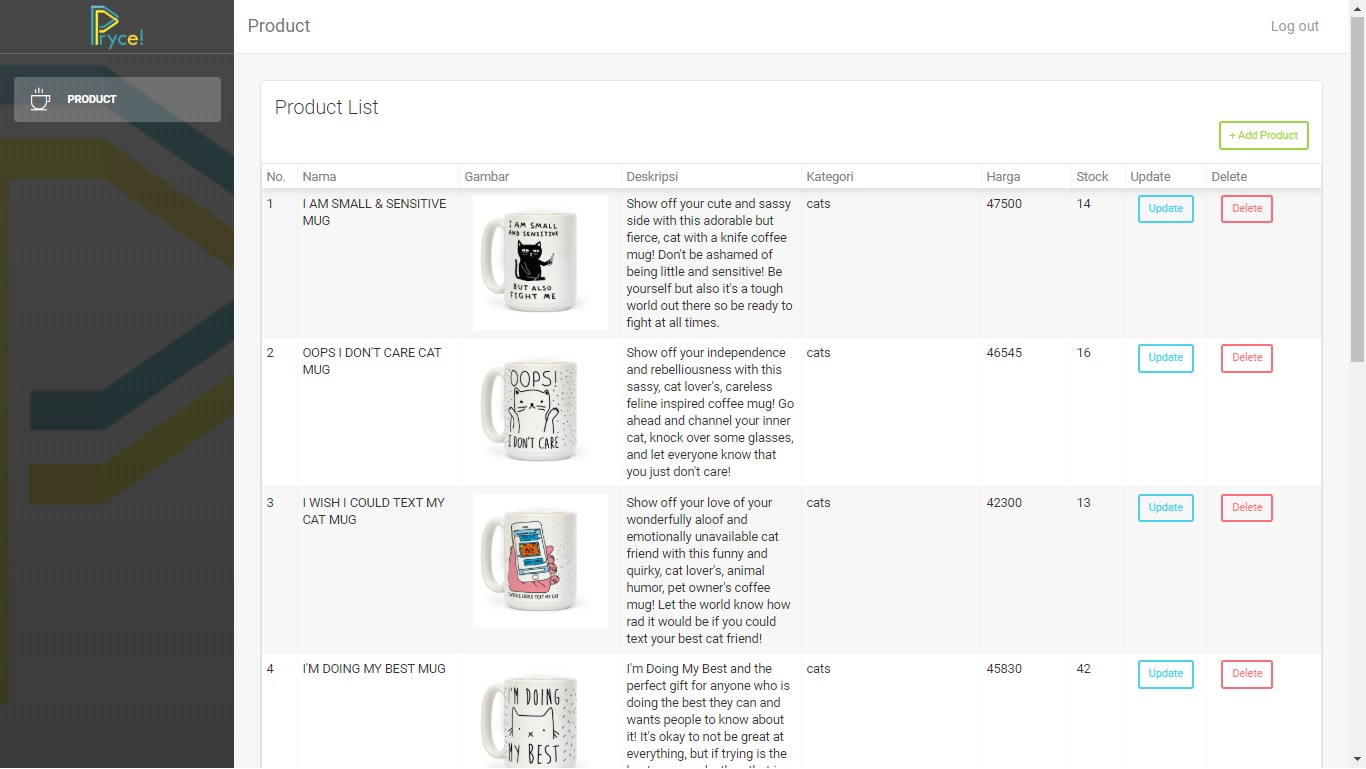 Pryce!
Product
Log out
PRODUCT
Product List
+ Add Product
No. Nama Gambar Deskripsi Kategori Harga Stock Update Delete
1 I AM SMALL & SENSITIVE MUG cats 47500 14 Update Delete
I AM SMALL
AND SENSITIVE
BUT ALSO
FIGHT ME
Show off your cute and sassy
side with this adorable but
fierce, cat with a knife coffee
mug! Don't be ashamed of
being little and sensitive! Be
yourself but also it's a tough
world out there so be ready to
fight at all times.
2 OOPS I DON'T CARE CAT MUG cats 46545 16 Update Delete
OOPS!
I DON'T CARE
Show off your independence
and rebelliousness with this
sassy, cat lover's, careless
feline inspired coffee mug! Go
ahead and channel your inner
cat, knock over some glasses,
and let everyone know that
you just don't care!
3 I WISH I COULD TEXT MY CAT MUG cats 42300 13 Update Delete
I WISH I COULD TEXT MY CAT
Show off your love of your
wonderfully aloof and
emotionally unavailable cat
friend with this funny and
quirky, cat lover's, animal
humor, pet owner's coffee
mug! Let the world know how
rad it would be if you could
text your best cat friend!
4 I'M DOING MY BEST MUG cats 45830 42 Update Delete
I'M DOING
MY BEST
I'm Doing My Best and the
perfect gift for anyone who is
doing the best they can and
wants people to know about
it! It's okay to not be great at
everything, but if trying is the